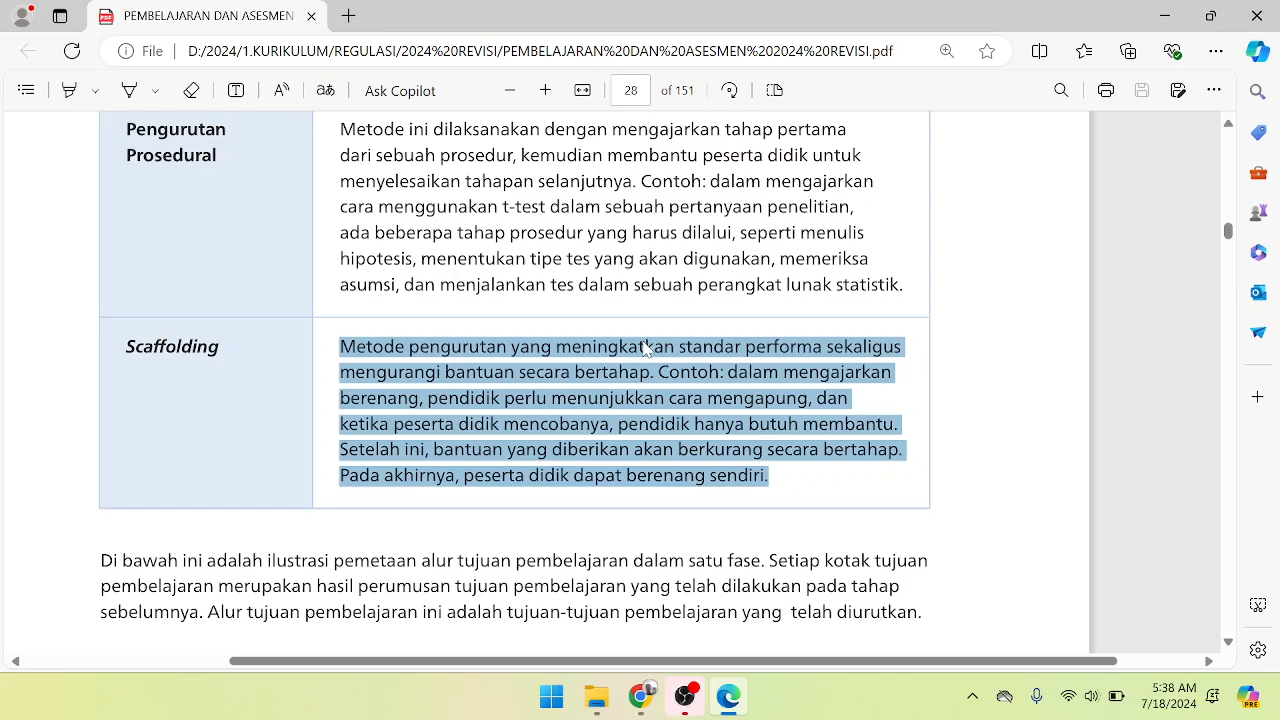 PEMBELAJARAN DAN ASESMEN
File
D:/2024/1.KURIKULUM/REGULASI/2024%20REVISI/PEMBELAJARAN%20DAN%20ASESMEN%202024%20REVISI.pdf
Ask Copilot
28 of 151
Pengurutan
Prosedural
Metode ini dilaksanakan dengan mengajarkan tahap pertama
dari sebuah prosedur, kemudian membantu peserta didik untuk
menyelesaikan tahapan selanjutnya. Contoh: dalam mengajarkan
cara menggunakan t-test dalam sebuah pertanyaan penelitian,
ada beberapa tahap prosedur yang harus dilalui, seperti menulis
hipotesis, menentukan tipe tes yang akan digunakan, memeriksa
asumsi, dan menjalankan tes dalam sebuah perangkat lunak statistik.
Scaffolding
Metode pengurutan yang meningkatkan standar performa sekaligus
mengurangi bantuan secara bertahap. Contoh: dalam mengajarkan
berenang, pendidik perlu menunjukkan cara mengapung, dan
ketika peserta didik mencobanya, pendidik hanya butuh membantu.
Setelah ini, bantuan yang diberikan akan berkurang secara bertahap.
Pada akhirnya, peserta didik dapat berenang sendiri.
Di bawah ini adalah ilustrasi pemetaan alur tujuan pembelajaran dalam satu fase. Setiap kotak tujuan
pembelajaran merupakan hasil perumusan tujuan pembelajaran yang telah dilakukan pada tahap
sebelumnya. Alur tujuan pembelajaran ini adalah tujuan-tujuan pembelajaran yang telah diurutkan.
5:38 AM
7/18/2024
PRE